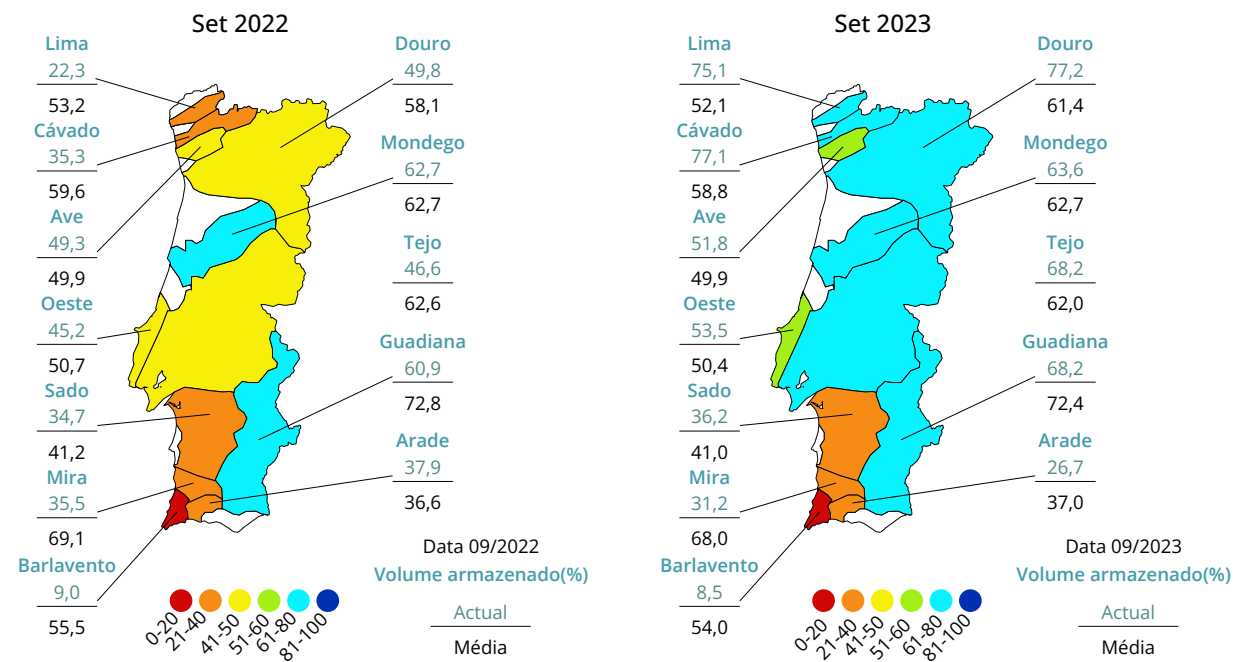 Set 2022
Lima
22,3
53,2
Cávado
35,3
59,6
Ave
49,3
49,9
Oeste
45,2
50,7
Sado
34,7
41,2
Mira
35,5
69,1
Barlavento
9,0
55,5
Douro
49,8
58,1
Mondego
62,7
62,7
Tejo
46,6
62,6
Guadiana
60,9
72,8
Arade
37,9
36,6
Data 09/2022
Volume armazenado(%)
Actual
Média
0-20
21-40
41-50
51-60
61-80
81-100
Set 2023
Lima
75,1
52,1
Cávado
77,1
58,8
Ave
51,8
49,9
Oeste
53,5
50,4
Sado
36,2
41,0
Mira
31,2
68,0
Barlavento
8,5
54,0
Douro
77,2
61,4
Mondego
63,6
62,7
Tejo
68,2
62,0
Guadiana
68,2
72,4
Arade
26,7
37,0
Data 09/2023
Volume armazenado(%)
Actual
Média
0-20
21-40
41-50
51-60
61-80
81-100